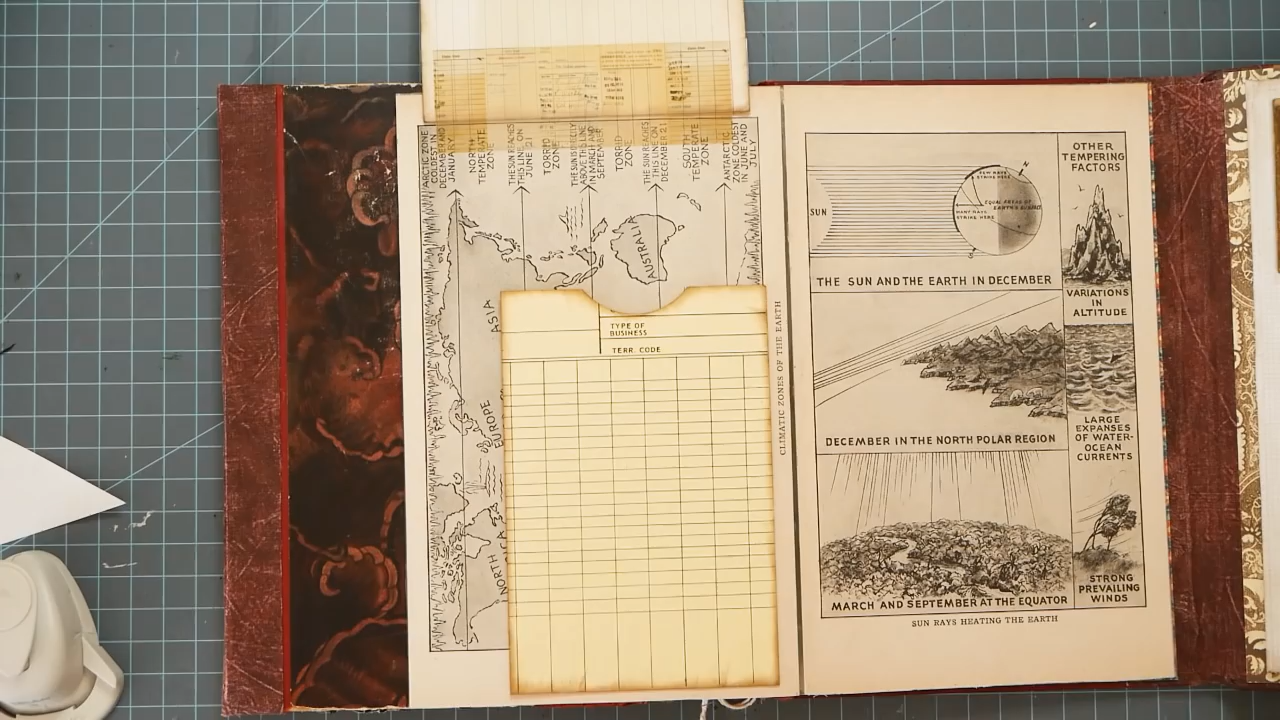 ARCTIC ZONE
COLDEST IN
DECEMBER AND
JANUARY
NORTH
TEMPERATE
ZONE
THE SUN REACHES
THIS LINE ON
JUNE 21
TORRID
ZONE
THE SUN IS DIRECTLY
ABOVE THIS LINE
IN MARCH AND
SEPTEMBER
TORRID
ZONE
THE SUN REACHES
THIS LINE ON
DECEMBER 21
SOUTH
TEMPERATE
ZONE
ANTARCTIC
ZONE COLDEST
IN JUNE AND
JULY
AUSTRALIA
ASIA
EUROPE
NORTH
CLIMATIC ZONES OF THE EARTH
TYPE OF
BUSINESS
TERR. CODE
SUN
N
FEW RAYS
STRIKE HERE
EQUAL AREAS OF
EARTH'S SURFACE
MANY RAYS
STRIKE HERE
S
THE SUN AND THE EARTH IN DECEMBER
DECEMBER IN THE NORTH POLAR REGION
MARCH AND SEPTEMBER AT THE EQUATOR
OTHER
TEMPERING
FACTORS
VARIATIONS
IN
ALTITUDE
LARGE
EXPANSES
OF WATER-
OCEAN
CURRENTS
STRONG
PREVAILING
WINDS
SUN RAYS HEATING THE EARTH